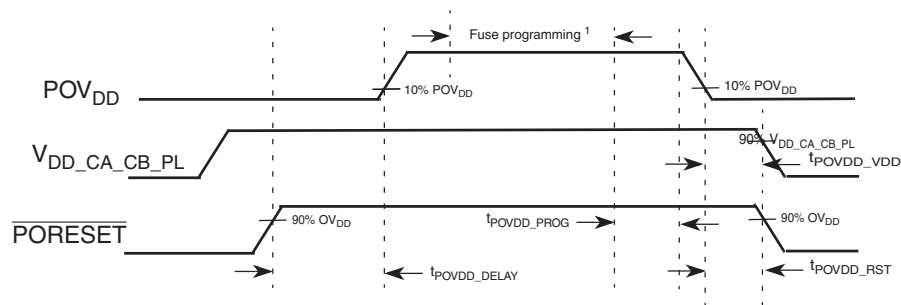 Fuse programming 1
POVDD
10% POVDD
10% POVDD
VDD_CA_CB_PL
90% VDD_CA_CB_PL
tPOVDD_VDD
PORESET
90% OVDD
tPOVDD_PROG
90% OVDD
tPOVDD_DELAY
tPOVDD_RST